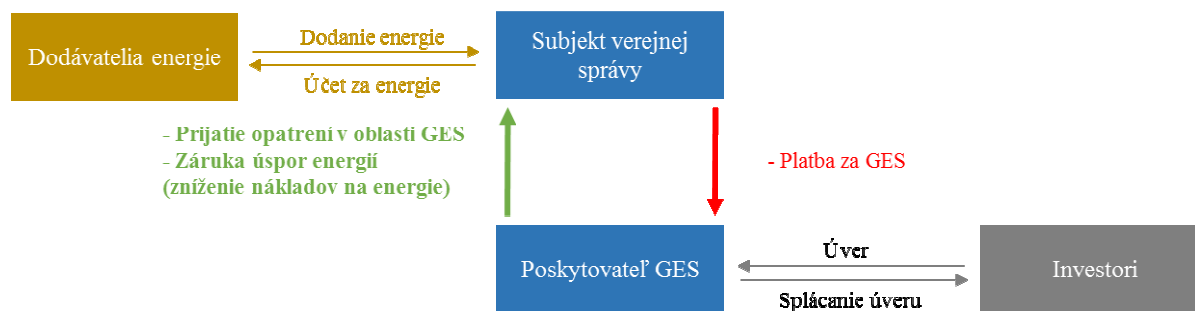 Dodávatelia energie
Dodanie energie
Účet za energie
Subjekt verejnej
správy
- Prijatie opatrení v oblasti GES
- Záruka úspor energií
(zníženie nákladov na energie)
- Platba za GES
Poskytovateľ GES
Úver
Splácanie úveru
Investori